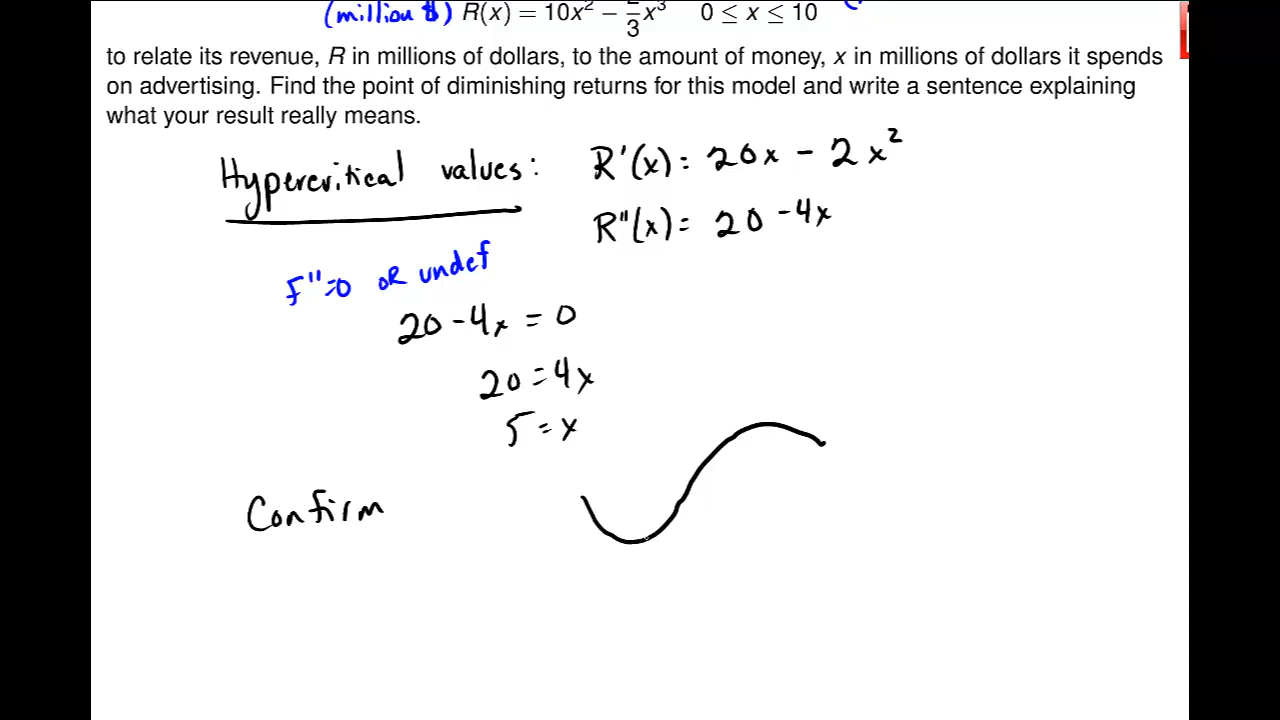 (million $) R(x) = 10x² − 2/3 x³ 0 ≤ x ≤ 10 (
to relate its revenue, R in millions of dollars, to the amount of money, x in millions of dollars it spends
on advertising. Find the point of diminishing returns for this model and write a sentence explaining
what your result really means.
Hypercritical values: R'(x) = 20x − 2x²
R"(x) = 20 − 4x
F"=0 OR undef
20 − 4x = 0
20 = 4x
5 = x
Confirm